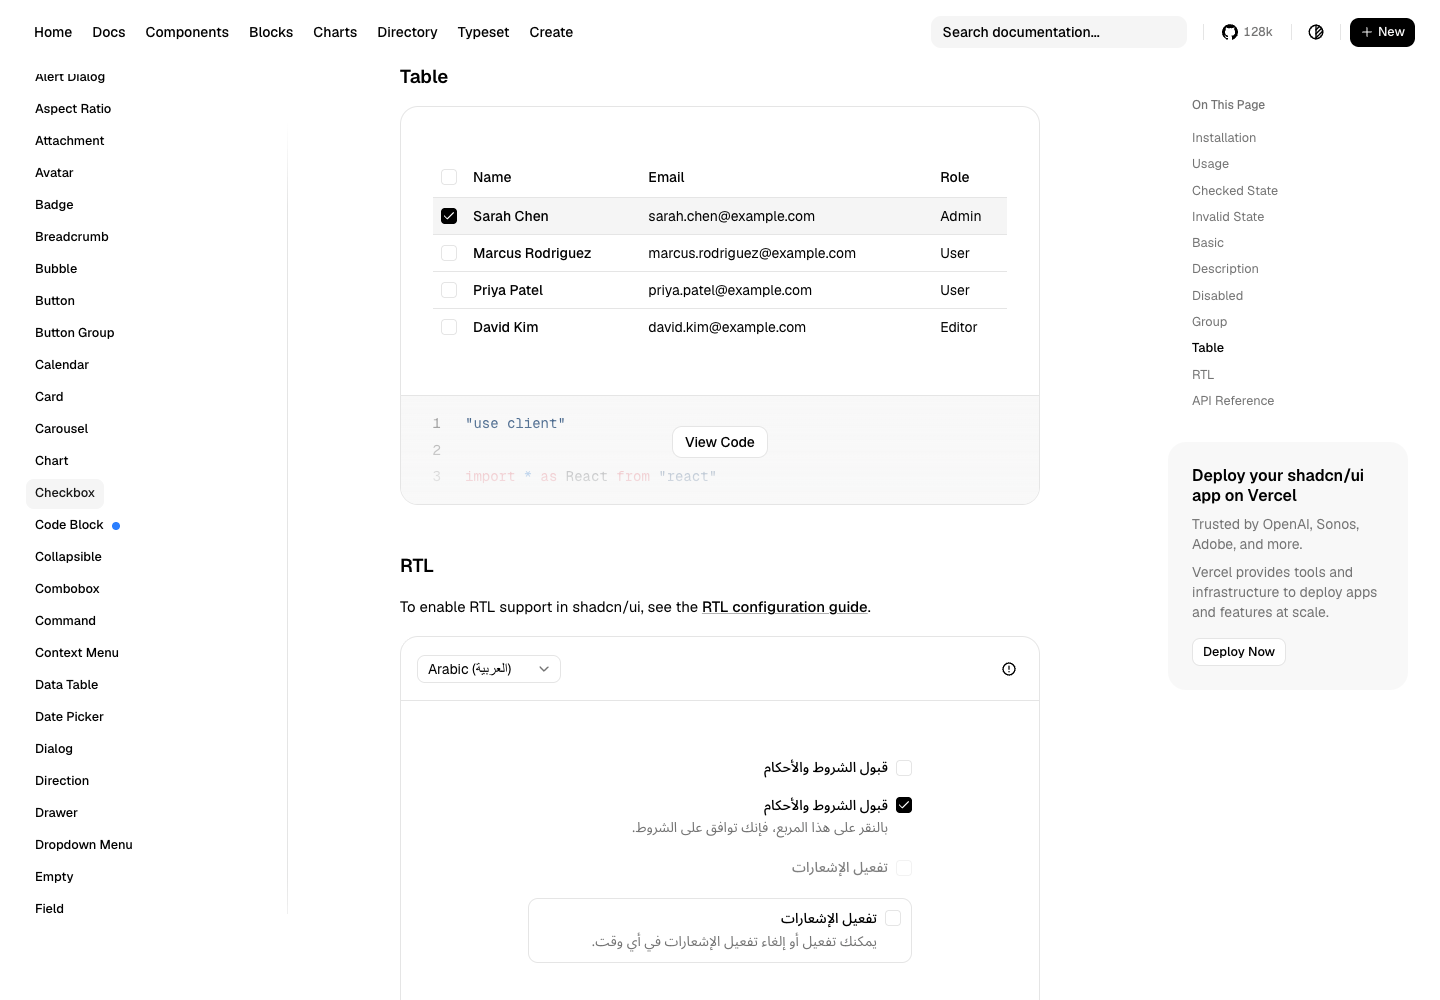 Home Docs Components Blocks Charts Directory Typeset Create
Search documentation...
128k
New
Alert Dialog
Aspect Ratio
Attachment
Avatar
Badge
Breadcrumb
Bubble
Button
Button Group
Calendar
Card
Carousel
Chart
Checkbox
Code Block
Collapsible
Combobox
Command
Context Menu
Data Table
Date Picker
Dialog
Direction
Drawer
Dropdown Menu
Empty
Field
Table
Name Email Role
Sarah Chen sarah.chen@example.com Admin
Marcus Rodriguez marcus.rodriguez@example.com User
Priya Patel priya.patel@example.com User
David Kim david.kim@example.com Editor
1 "use client"
2
3 import * as React from "react"
View Code
RTL
To enable RTL support in shadcn/ui, see the RTL configuration guide.
Arabic (العربية)
قبول الشروط والأحكام
قبول الشروط والأحكام
بالنقر على هذا المربع، فإنك توافق على الشروط.
تفعيل الإشعارات
تفعيل الإشعارات
يمكنك تفعيل أو إلغاء تفعيل الإشعارات في أي وقت.
On This Page
Installation
Usage
Checked State
Invalid State
Basic
Description
Disabled
Group
Table
RTL
API Reference
Deploy your shadcn/ui
app on Vercel
Trusted by OpenAI, Sonos,
Adobe, and more.
Vercel provides tools and
infrastructure to deploy apps
and features at scale.
Deploy Now